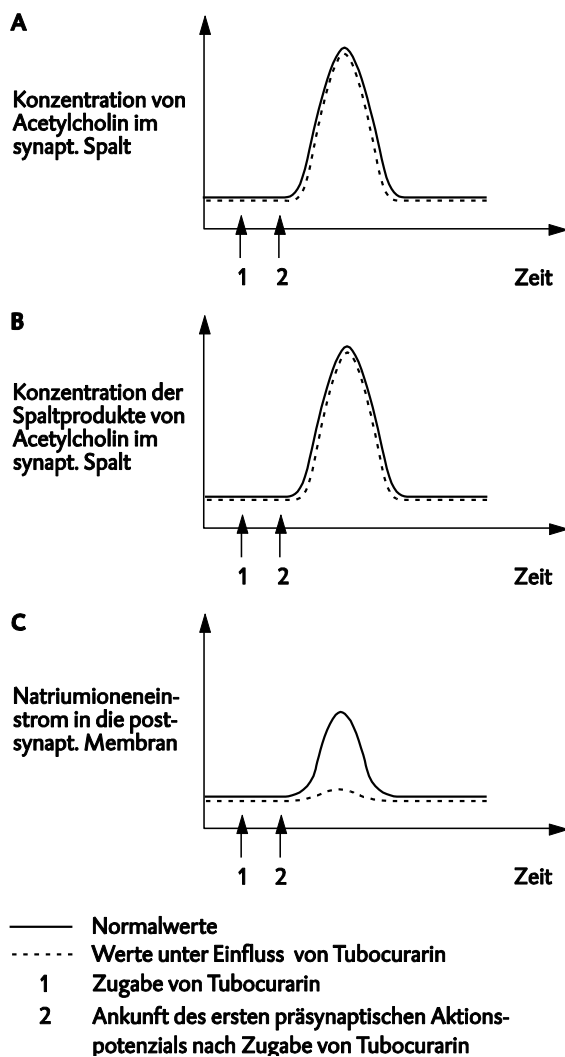 A
Konzentration von
Acetylcholin im
synapt. Spalt
1 2 Zeit
B
Konzentration der
Spaltprodukte von
Acetylcholin im
synapt. Spalt
1 2 Zeit
C
Natriumionenein-
strom in die post-
synapt. Membran
1 2 Zeit
Normalwerte
Werte unter Einfluss von Tubocurarin
1 Zugabe von Tubocurarin
2 Ankunft des ersten präsynaptischen Aktions-
potenzials nach Zugabe von Tubocurarin